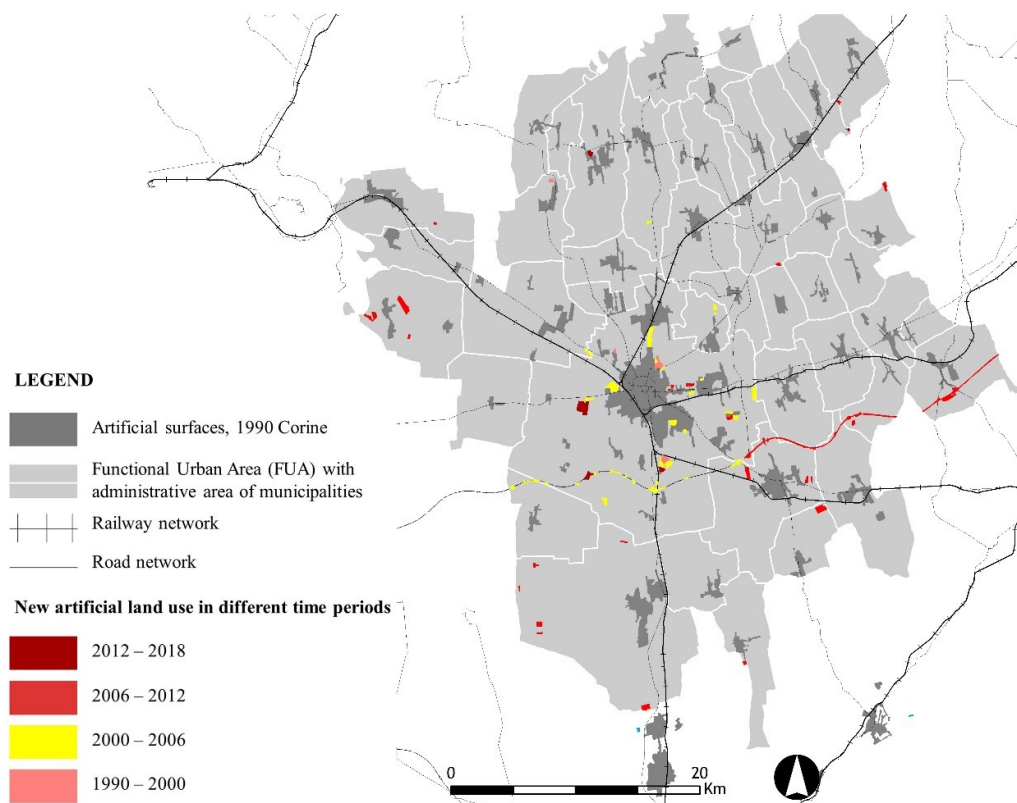 LEGEND
Artificial surfaces, 1990 Corine
Functional Urban Area (FUA) with
administrative area of municipalities
Railway network
Road network
New artificial land use in different time periods
2012 – 2018
2006 – 2012
2000 – 2006
1990 – 2000
0
20
Km